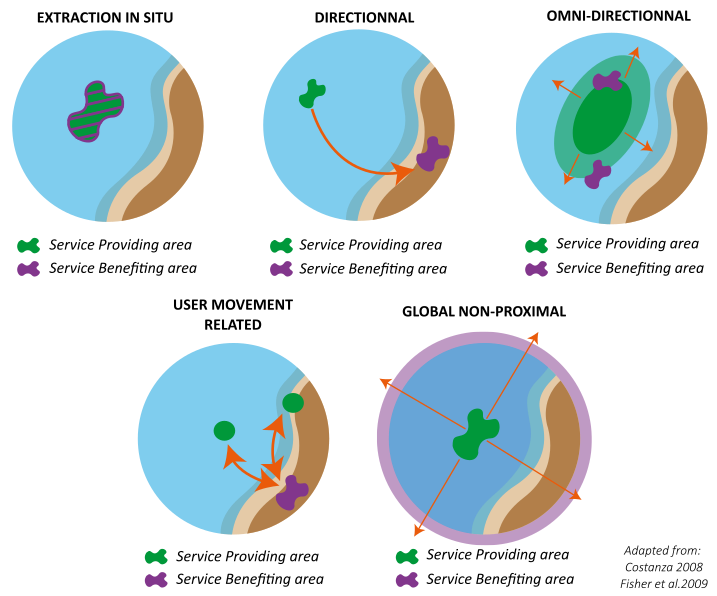 EXTRACTION IN SITU
DIRECTIONNAL
OMNI-DIRECTIONNAL
Service Providing area
Service Benefiting area
Service Providing area
Service Benefiting area
Service Providing area
Service Benefiting area
USER MOVEMENT
RELATED
GLOBAL NON-PROXIMAL
Service Providing area
Service Benefiting area
Service Providing area
Service Benefiting area
Adapted from:
Costanza 2008
Fisher et al.2009